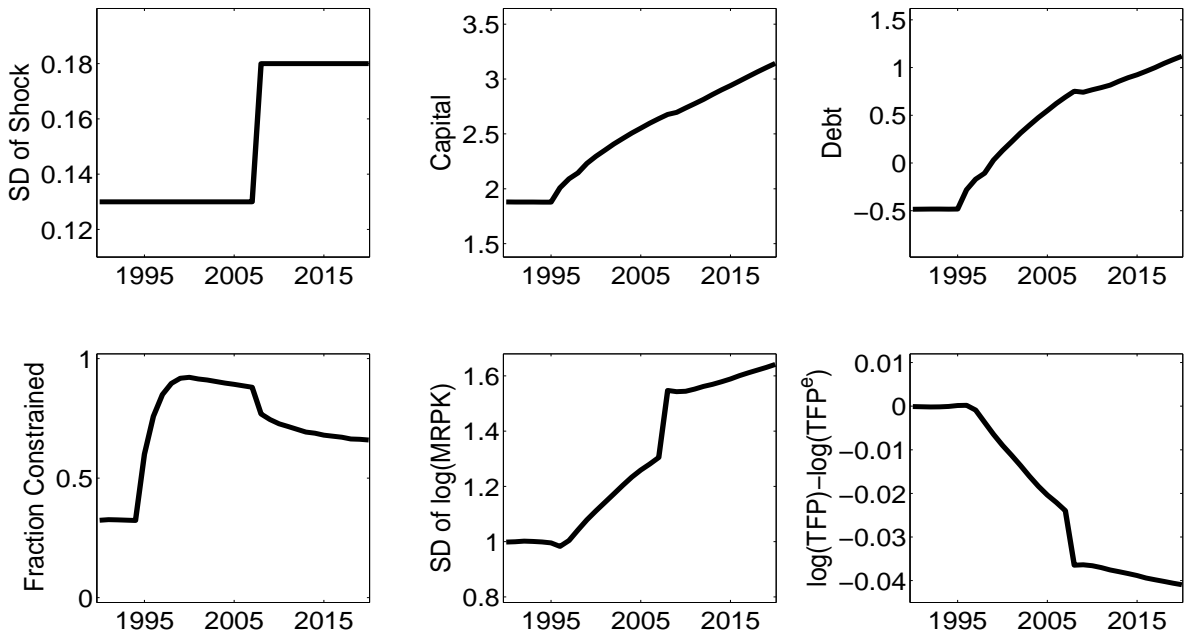 SD of Shock
0.18
0.16
0.14
0.12
1995 2005 2015
Capital
3.5
3
2.5
2
1.5
1995 2005 2015
Debt
1.5
1
0.5
0
−0.5
1995 2005 2015
Fraction Constrained
1
0.5
0
1995 2005 2015
SD of log(MRPK)
1.6
1.4
1.2
1
0.8
1995 2005 2015
log(TFP)−log(TFPᵉ)
0.01
0
−0.01
−0.02
−0.03
−0.04
1995 2005 2015